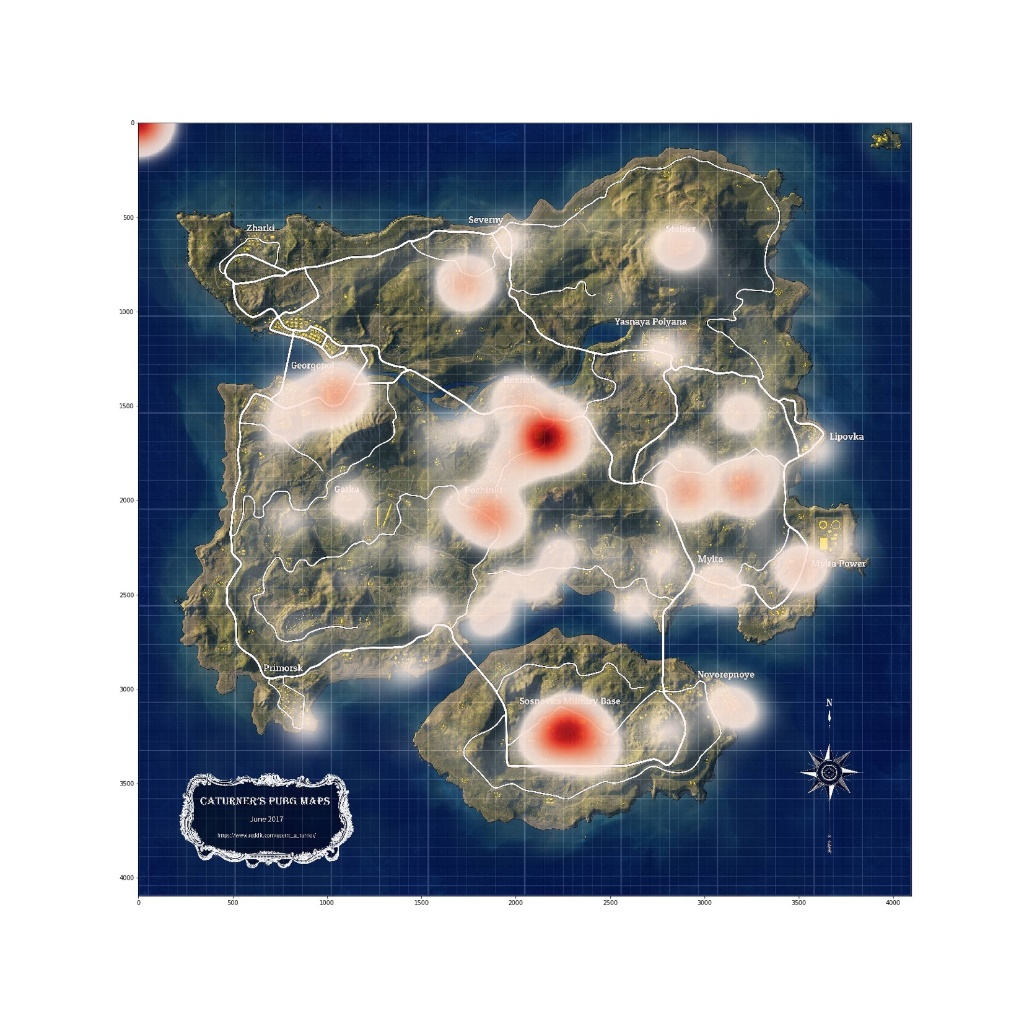 0
500
1000
1500
2000
2500
3000
3500
4000
Severny
Zharki
Stalber
Yasnaya Polyana
Georgopol
Rozhok
Lipovka
Pochinki
Gatka
Mylta
Mylta Power
Primorsk
Novorepnoye
Sosnovka Military Base
N
CATURNER'S PUBG MAPS
June 2017
0
500
1000
1500
2000
2500
3000
3500
4000